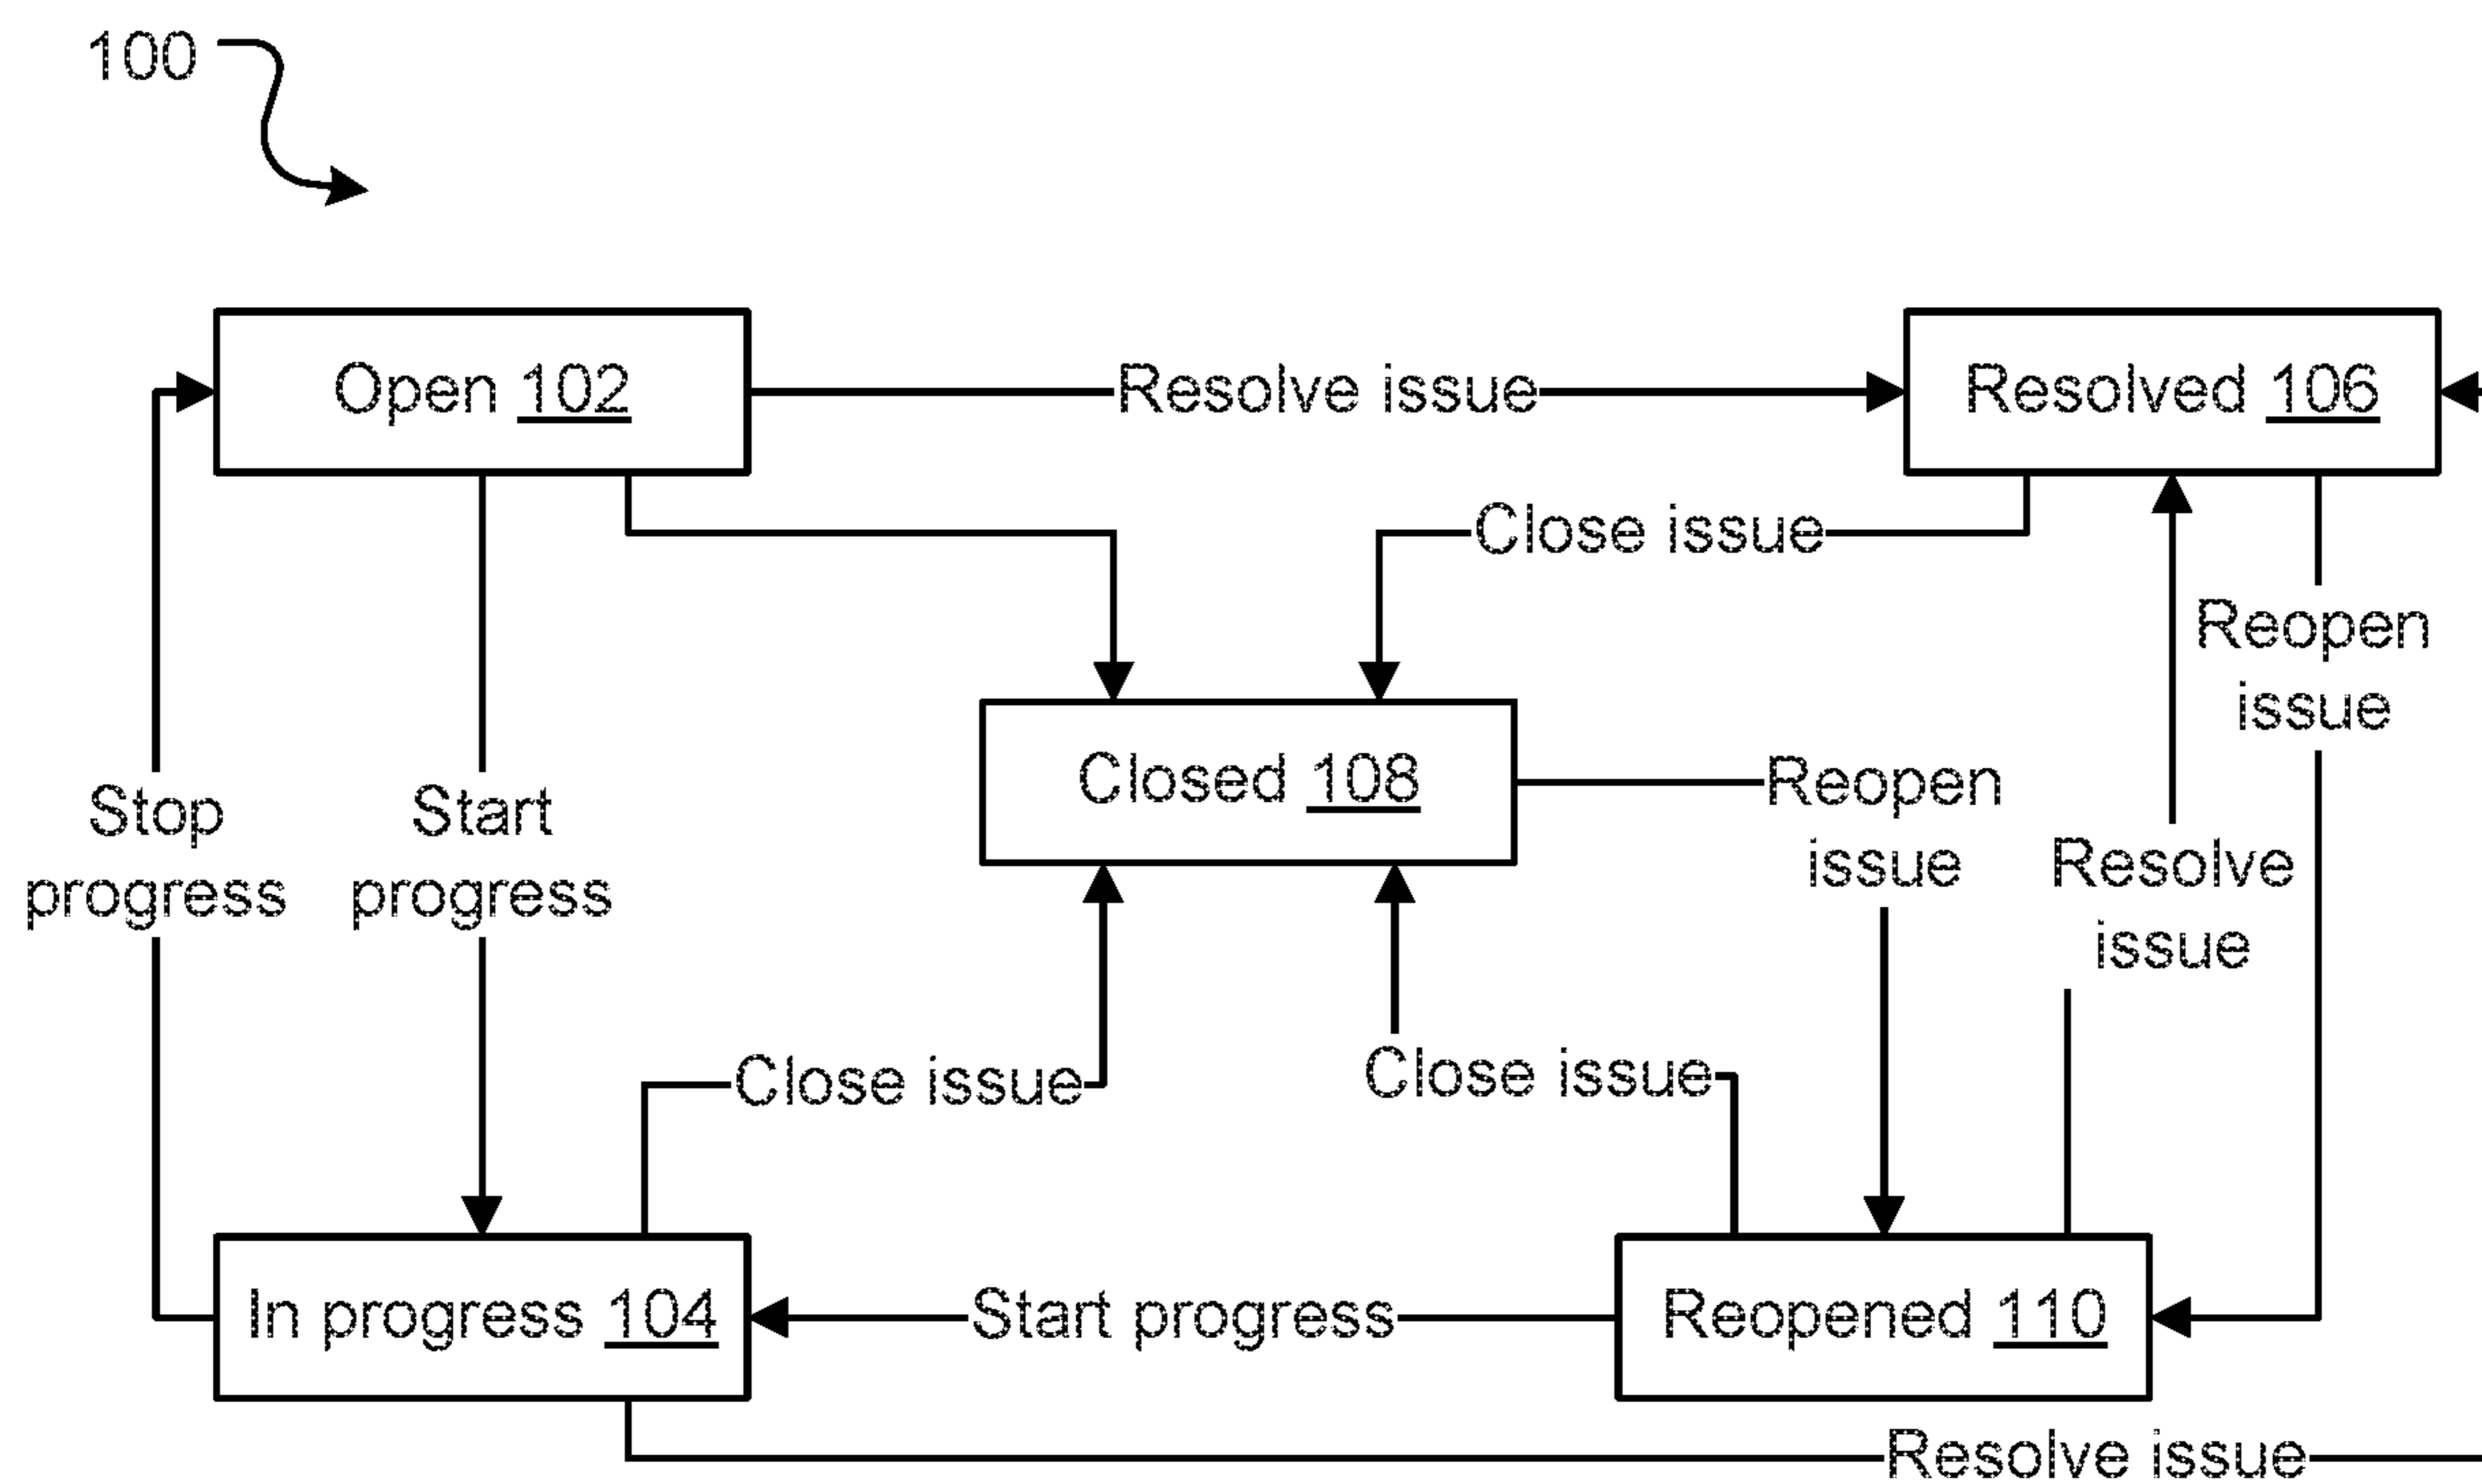 100
Open 102
Resolve issue
Resolved 106
Close issue
Reopen
issue
Closed 108
Reopen
issue
Stop
progress
Start
progress
Resolve
issue
Close issue
Close issue
In progress 104
Start progress
Reopened 110
Resolve issue